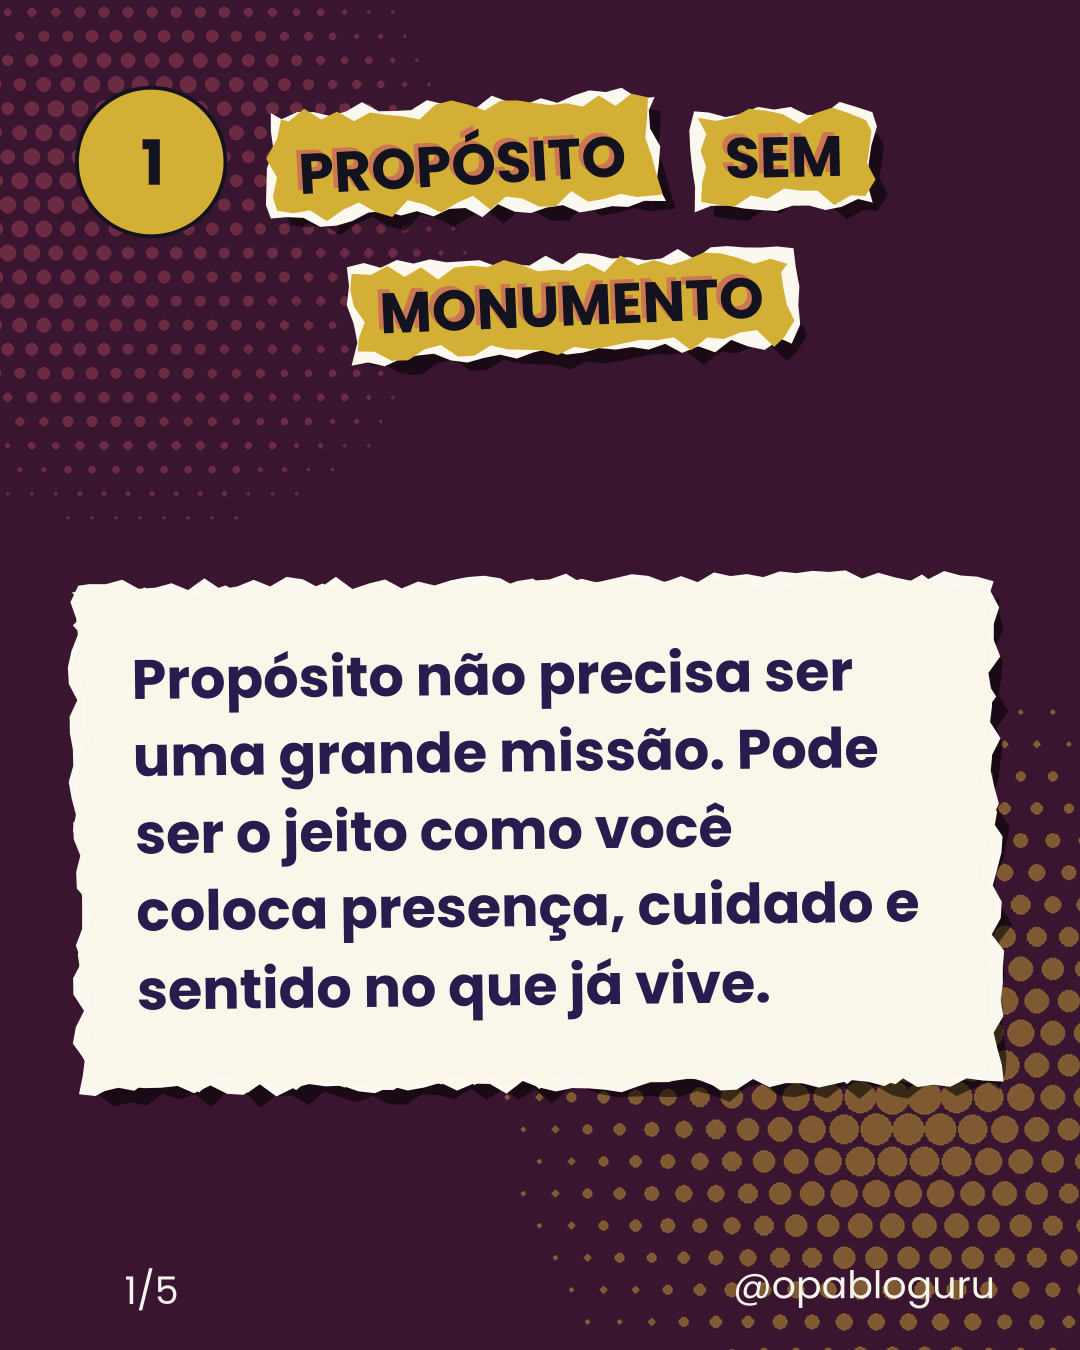 1
PROPÓSITO SEM
MONUMENTO
Propósito não precisa ser
uma grande missão. Pode
ser o jeito como você
coloca presença, cuidado e
sentido no que já vive.
1/5
@opabloguru